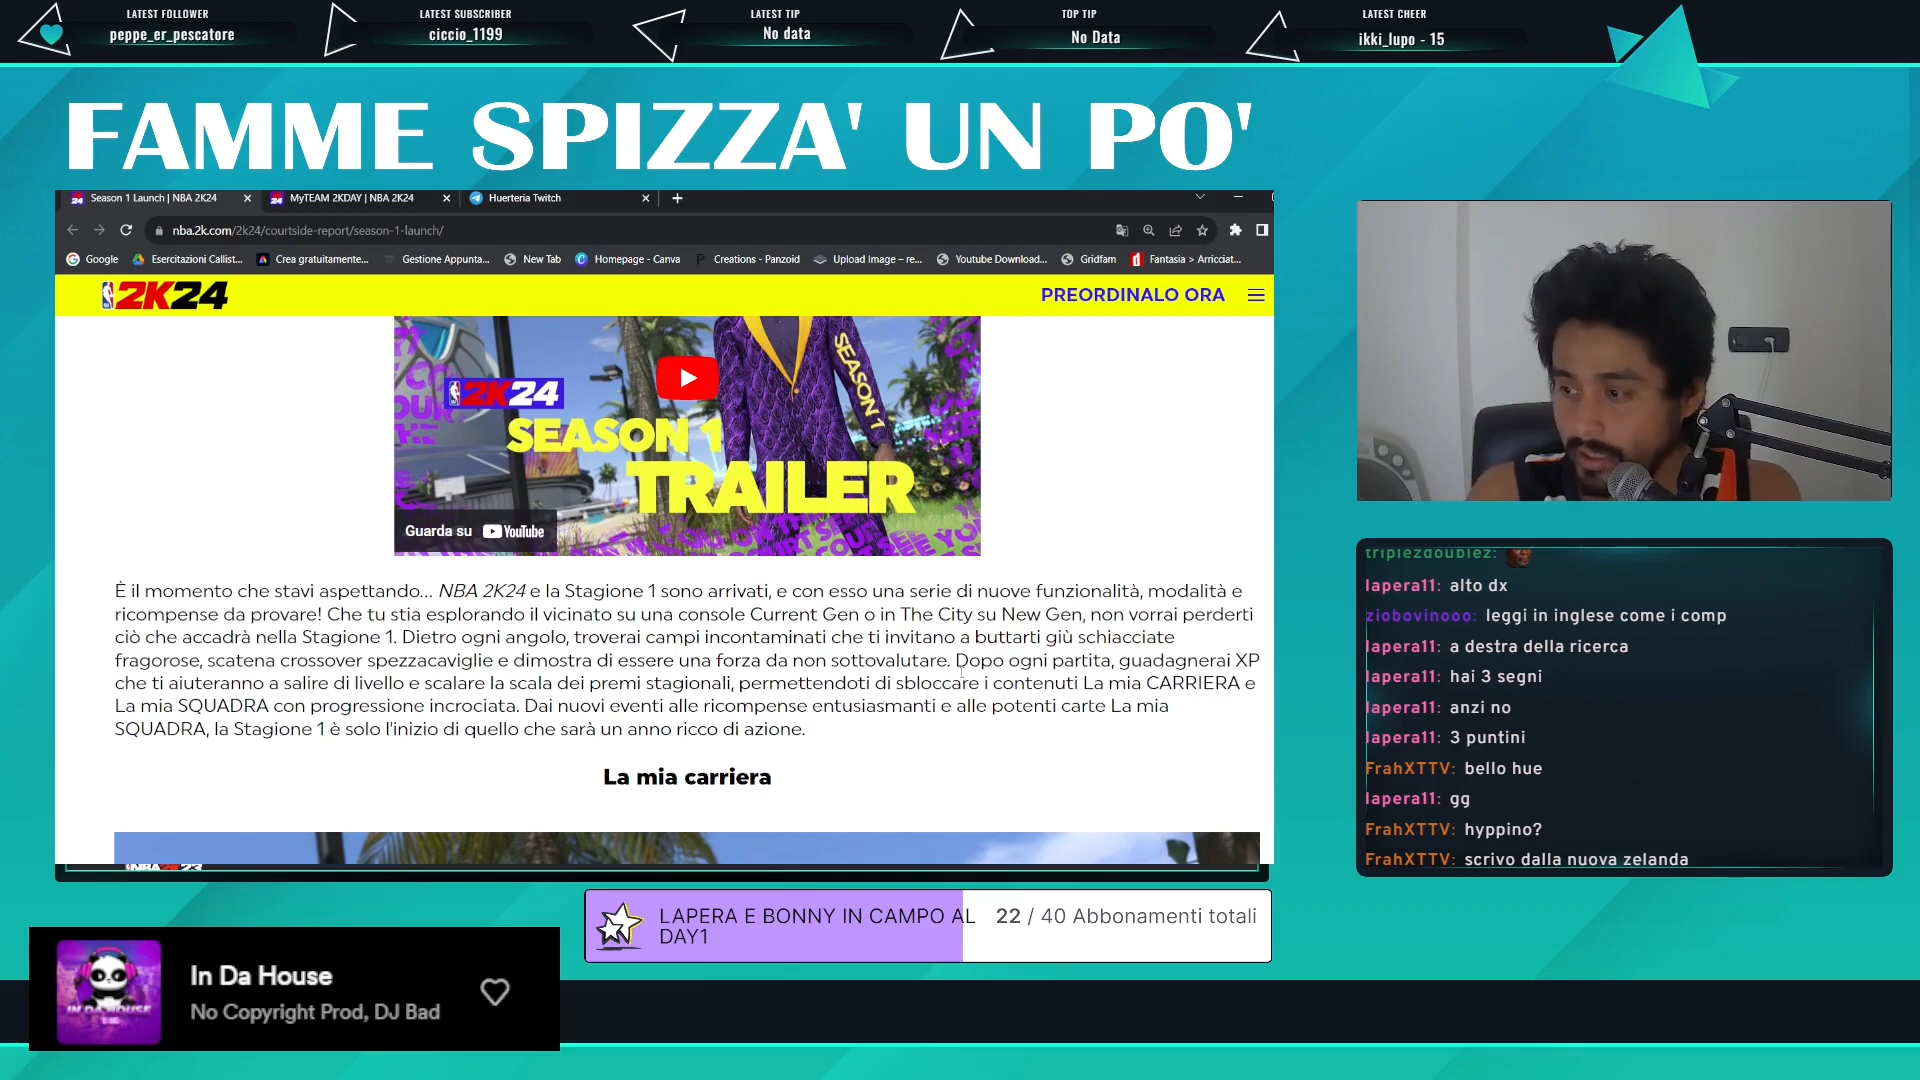 LATEST FOLLOWER
peppe_er_pescatore
LATEST SUBSCRIBER
ciccio_1199
LATEST TIP
No data
TOP TIP
No Data
LATEST CHEER
ikki_lupo - 15
FAMME SPIZZA' UN PO'
Season 1 Launch | NBA 2K24
MyTEAM 2KDAY | NBA 2K24
Huerteria Twitch
nba.2k.com/2k24/courtside-report/season-1-launch/
Google
Esercitazioni Callist...
Crea gratuitamente...
Gestione Appunta...
New Tab
Homepage - Canva
Creations - Panzoid
Upload Image – re...
Youtube Download...
Gridfam
Fantasia > Arricciat...
2K24
PREORDINALO ORA
SEASON 1
2K24
SEASON 1
TRAILER
Guarda su YouTube
È il momento che stavi aspettando... NBA 2K24 e la Stagione 1 sono arrivati, e con esso una serie di nuove funzionalità, modalità e
ricompense da provare! Che tu stia esplorando il vicinato su una console Current Gen o in The City su New Gen, non vorrai perderti
ciò che accadrà nella Stagione 1. Dietro ogni angolo, troverai campi incontaminati che ti invitano a buttarti giù schiacciate
fragorose, scatena crossover spezzacaviglie e dimostra di essere una forza da non sottovalutare. Dopo ogni partita, guadagnerai XP
che ti aiuteranno a salire di livello e scalare la scala dei premi stagionali, permettendoti di sbloccare i contenuti La mia CARRIERA e
La mia SQUADRA con progressione incrociata. Dai nuovi eventi alle ricompense entusiasmanti e alle potenti carte La mia
SQUADRA, la Stagione 1 è solo l'inizio di quello che sarà un anno ricco di azione.
La mia carriera
triplezdoublez:
lapera11: alto dx
ziobovinooo: leggi in inglese come i comp
lapera11: a destra della ricerca
lapera11: hai 3 segni
lapera11: anzi no
lapera11: 3 puntini
FrahXTTV: bello hue
lapera11: gg
FrahXTTV: hyppino?
FrahXTTV: scrivo dalla nuova zelanda
LAPERA E BONNY IN CAMPO AL
DAY1
22 / 40 Abbonamenti totali
IN DA HOUSE
In Da House
No Copyright Prod, DJ Bad